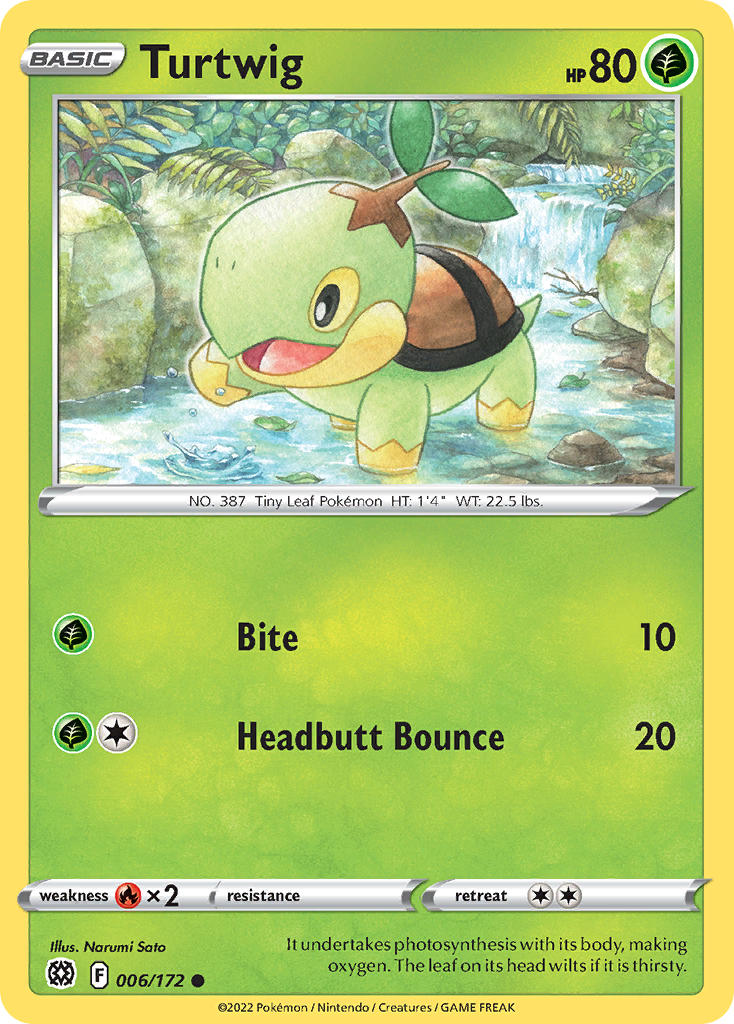 BASIC Turtwig HP 80
NO. 387 Tiny Leaf Pokémon HT: 1'4" WT: 22.5 lbs.
Bite 10
Headbutt Bounce 20
weakness ×2 resistance retreat
Illus. Narumi Sato
It undertakes photosynthesis with its body, making
oxygen. The leaf on its head wilts if it is thirsty.
F 006/172
©2022 Pokémon / Nintendo / Creatures / GAME FREAK